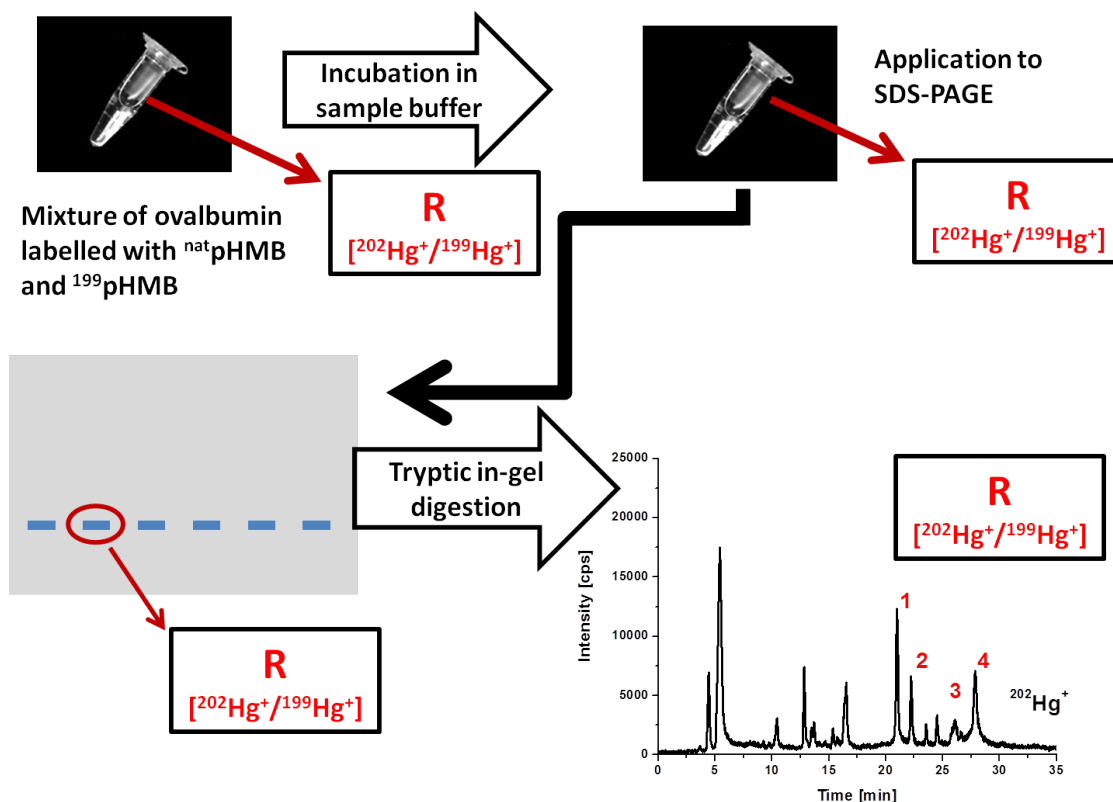 Incubation in
sample buffer
Application to
SDS-PAGE
R
[²⁰²Hg⁺/¹⁹⁹Hg⁺]
R
[²⁰²Hg⁺/¹⁹⁹Hg⁺]
Mixture of ovalbumin
labelled with ⁿᵃᵗpHMB
and ¹⁹⁹pHMB
Tryptic in-gel
digestion
R
[²⁰²Hg⁺/¹⁹⁹Hg⁺]
R
[²⁰²Hg⁺/¹⁹⁹Hg⁺]
Intensity [cps]
25000
20000
15000
10000
5000
0
1
2
3
4
²⁰²Hg⁺
0 5 10 15 20 25 30 35
Time [min]